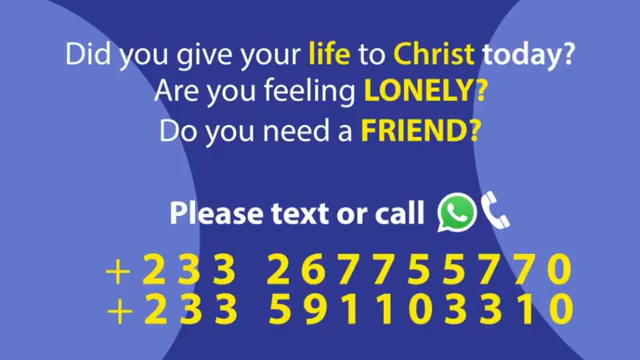 Did you give your life to Christ today?
Are you feeling LONELY?
Do you need a FRIEND?
Please text or call
+233 267755770
+233 591103310